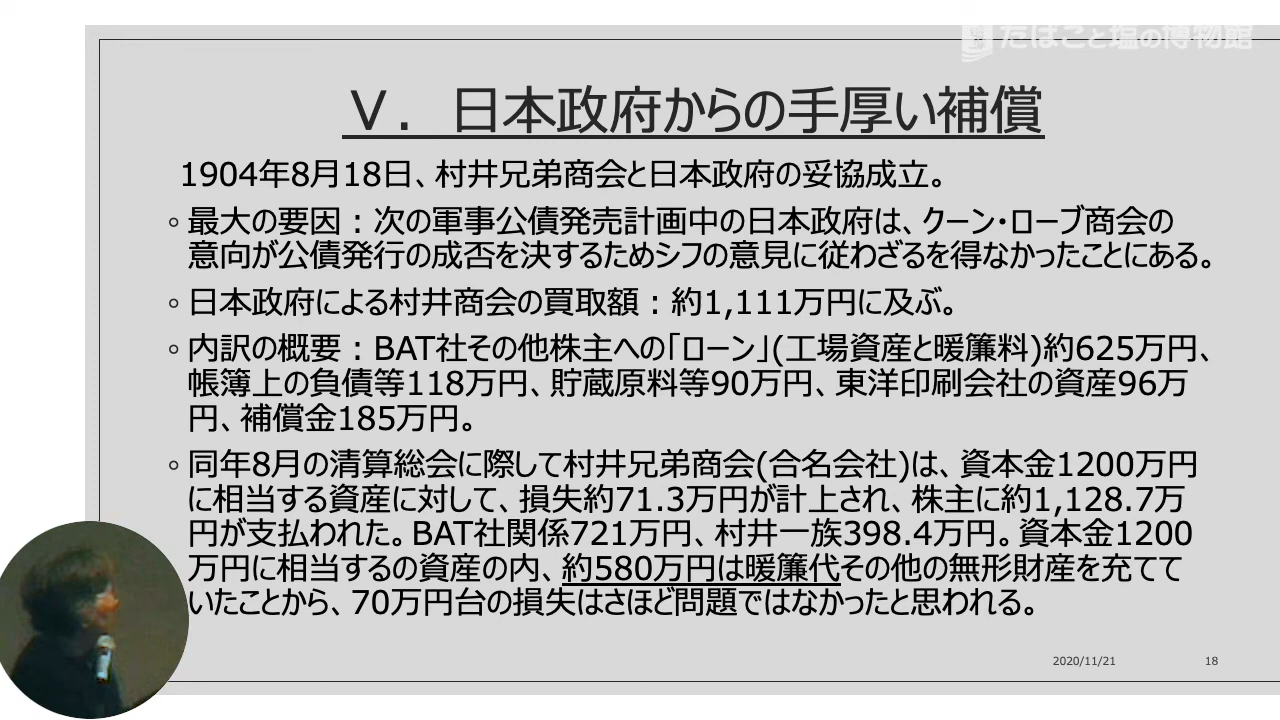 たばこと塩の博物館
Ⅴ．日本政府からの手厚い補償
1904年8月18日、村井兄弟商会と日本政府の妥協成立。
◦最大の要因：次の軍事公債発売計画中の日本政府は、クーン・ローブ商会の
意向が公債発行の成否を決するためシフの意見に従わざるを得なかったことにある。
◦日本政府による村井商会の買取額：約1,111万円に及ぶ。
◦内訳の概要：BAT社その他株主への「ローン」(工場資産と暖簾料)約625万円、
帳簿上の負債等118万円、貯蔵原料等90万円、東洋印刷会社の資産96万
円、補償金185万円。
◦同年8月の清算総会に際して村井兄弟商会(合名会社)は、資本金1200万円
に相当する資産に対して、損失約71.3万円が計上され、株主に約1,128.7万
円が支払われた。BAT社関係721万円、村井一族398.4万円。資本金1200
万円に相当するの資産の内、約580万円は暖簾代その他の無形財産を充てて
いたことから、70万円台の損失はさほど問題ではなかったと思われる。
2020/11/21
18